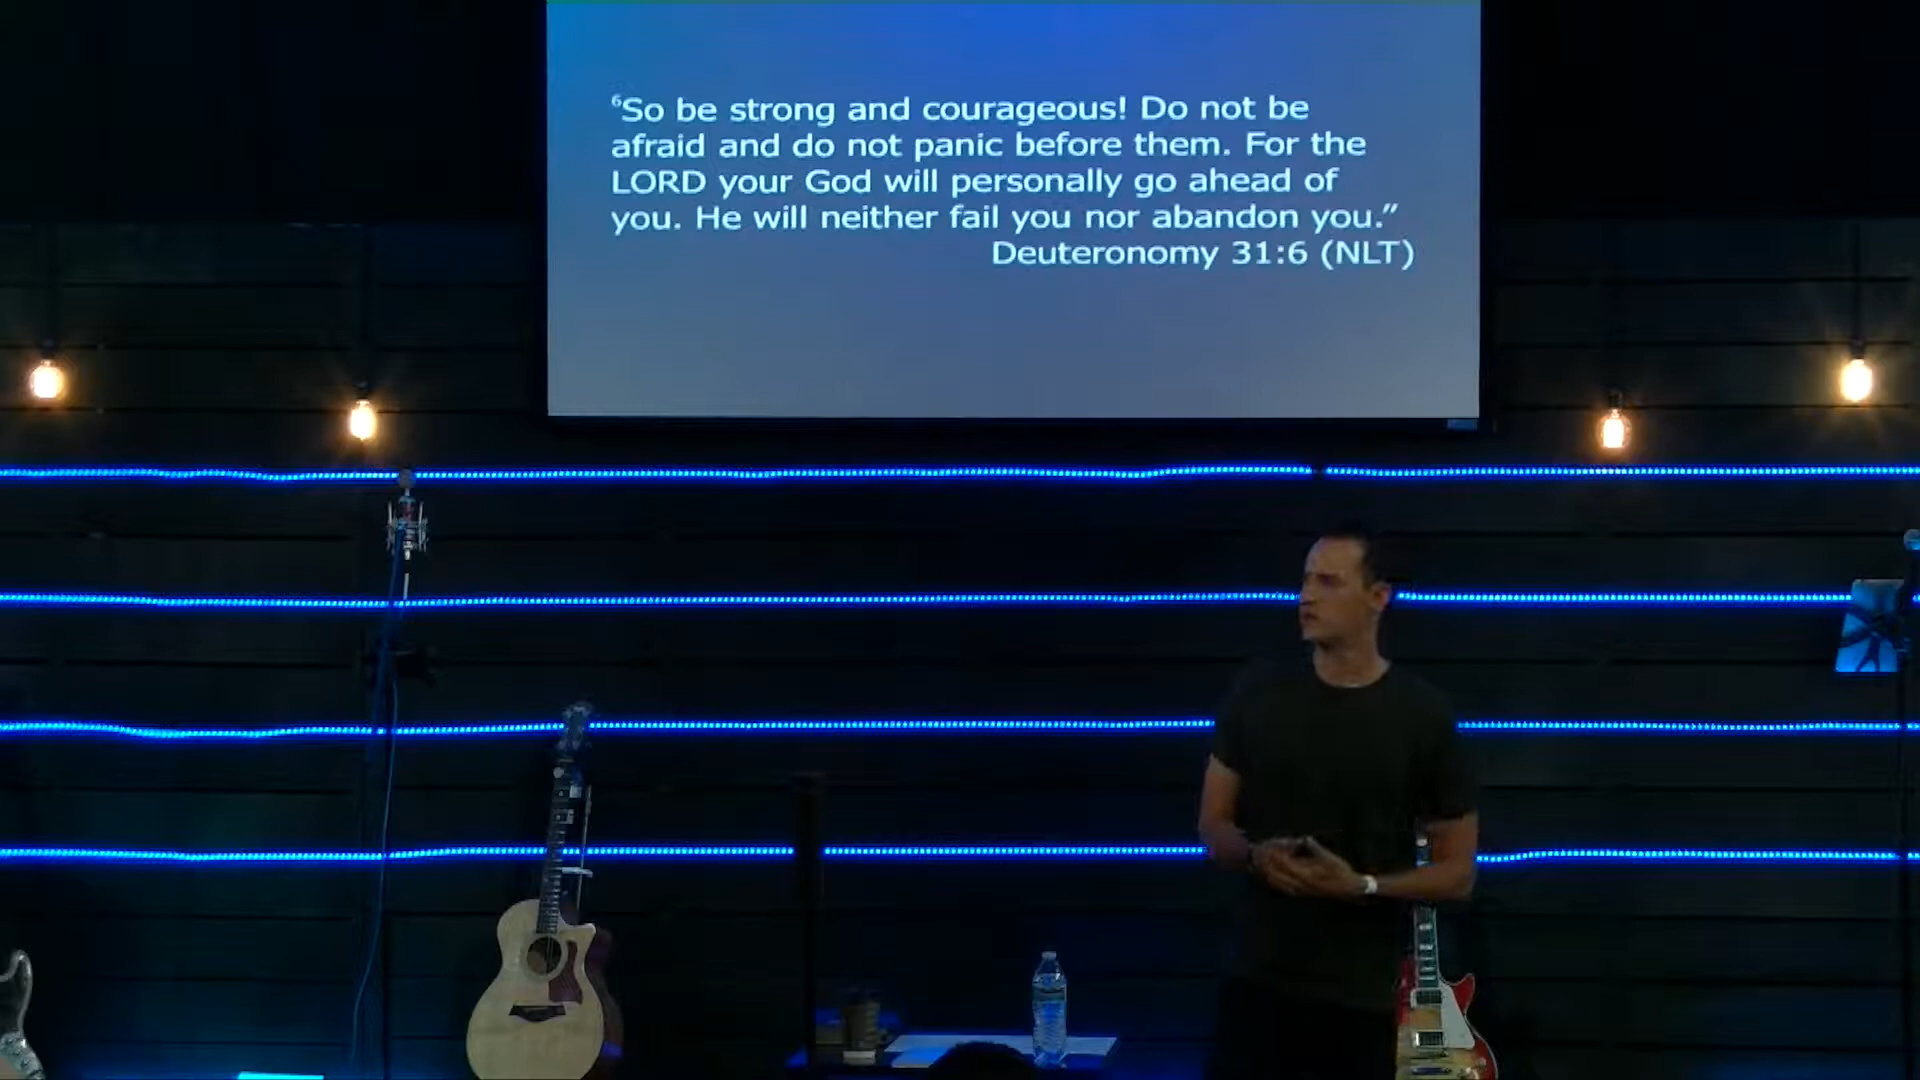 ⁶So be strong and courageous! Do not be
afraid and do not panic before them. For the
LORD your God will personally go ahead of
you. He will neither fail you nor abandon you.”
Deuteronomy 31:6 (NLT)